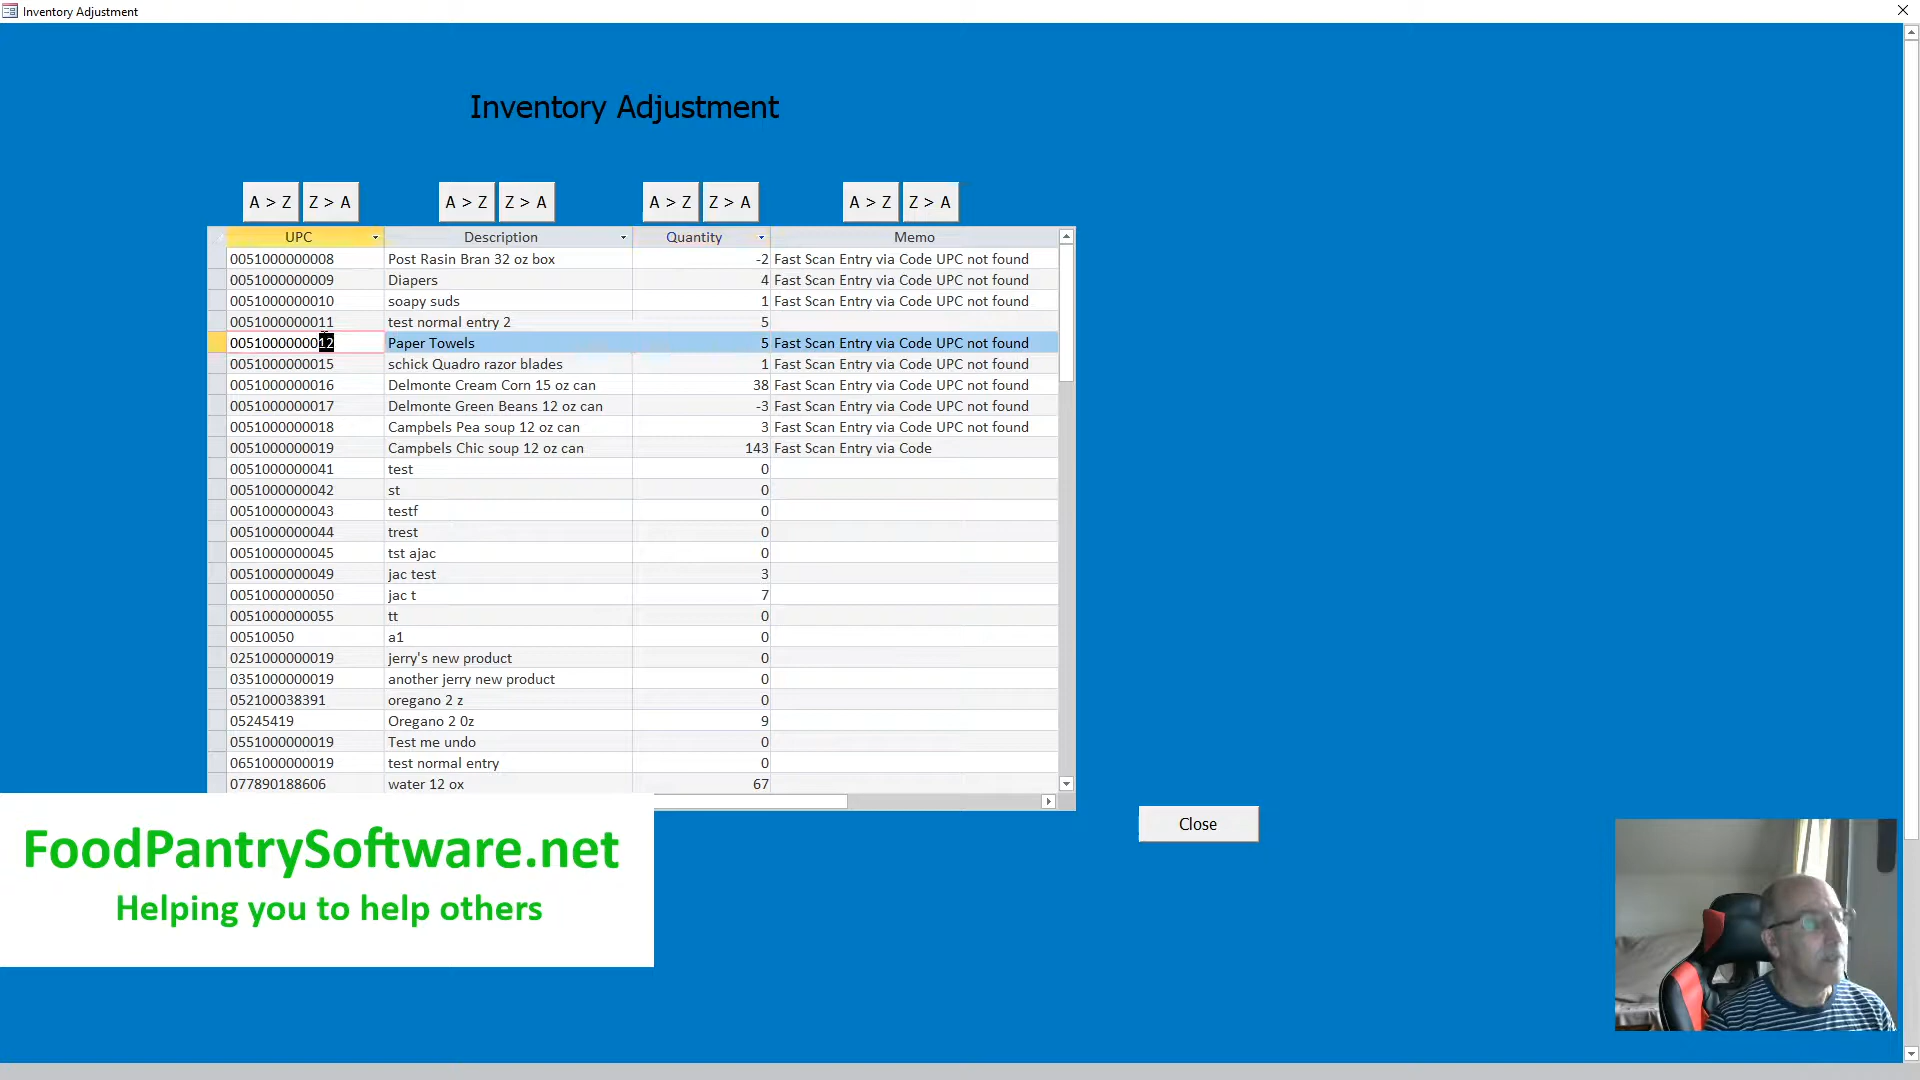 Inventory Adjustment
Inventory Adjustment
A > Z Z > A A > Z Z > A A > Z Z > A A > Z Z > A
UPC Description Quantity Memo
0051000000008 Post Rasin Bran 32 oz box -2 Fast Scan Entry via Code UPC not found
0051000000009 Diapers 4 Fast Scan Entry via Code UPC not found
0051000000010 soapy suds 1 Fast Scan Entry via Code UPC not found
0051000000011 test normal entry 2 5
0051000000012 Paper Towels 5 Fast Scan Entry via Code UPC not found
0051000000015 schick Quadro razor blades 1 Fast Scan Entry via Code UPC not found
0051000000016 Delmonte Cream Corn 15 oz can 38 Fast Scan Entry via Code UPC not found
0051000000017 Delmonte Green Beans 12 oz can -3 Fast Scan Entry via Code UPC not found
0051000000018 Campbels Pea soup 12 oz can 3 Fast Scan Entry via Code UPC not found
0051000000019 Campbels Chic soup 12 oz can 143 Fast Scan Entry via Code
0051000000041 test 0
0051000000042 st 0
0051000000043 testf 0
0051000000044 trest 0
0051000000045 tst ajac 0
0051000000049 jac test 3
0051000000050 jac t 7
0051000000055 tt 0
00510050 a1 0
0251000000019 jerry's new product 0
0351000000019 another jerry new product 0
052100038391 oregano 2 z 0
05245419 Oregano 2 0z 9
0551000000019 Test me undo 0
0651000000019 test normal entry 0
077890188606 water 12 ox 67
Close
FoodPantrySoftware.net
Helping you to help others